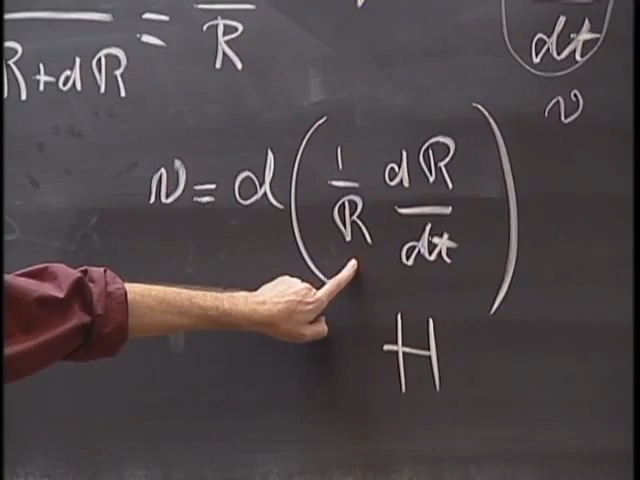 R+dR = R
dt
v
v = d ( 1/R dR/dt )
H